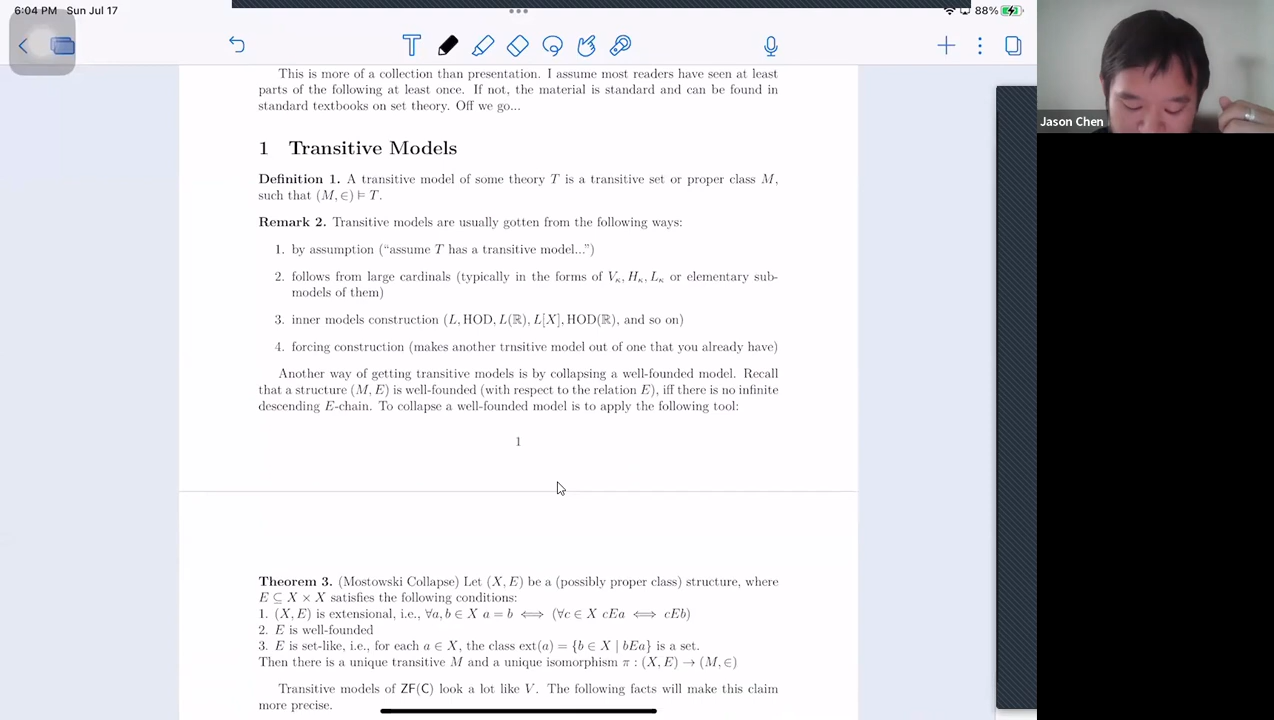 6:04 PM Sun Jul 17
88%
Jason Chen
This is more of a collection than presentation. I assume most readers have seen at least
parts of the following at least once. If not, the material is standard and can be found in
standard textbooks on set theory. Off we go...
1 Transitive Models
Definition 1. A transitive model of some theory T is a transitive set or proper class M,
such that (M, ∈) ⊨ T.
Remark 2. Transitive models are usually gotten from the following ways:
1. by assumption (“assume T has a transitive model...”)
2. follows from large cardinals (typically in the forms of Vκ, Hκ, Lκ or elementary sub-
models of them)
3. inner models construction (L, HOD, L(ℝ), L[X], HOD(ℝ), and so on)
4. forcing construction (makes another trnsitive model out of one that you already have)
Another way of getting transitive models is by collapsing a well-founded model. Recall
that a structure (M, E) is well-founded (with respect to the relation E), iff there is no infinite
descending E-chain. To collapse a well-founded model is to apply the following tool:
1
Theorem 3. (Mostowski Collapse) Let (X, E) be a (possibly proper class) structure, where
E ⊆ X × X satisfies the following conditions:
1. (X, E) is extensional, i.e., ∀a, b ∈ X a = b ⟺ (∀c ∈ X cEa ⟺ cEb)
2. E is well-founded
3. E is set-like, i.e., for each a ∈ X, the class ext(a) = {b ∈ X | bEa} is a set.
Then there is a unique transitive M and a unique isomorphism π : (X, E) → (M, ∈)
Transitive models of ZF(C) look a lot like V. The following facts will make this claim
more precise.